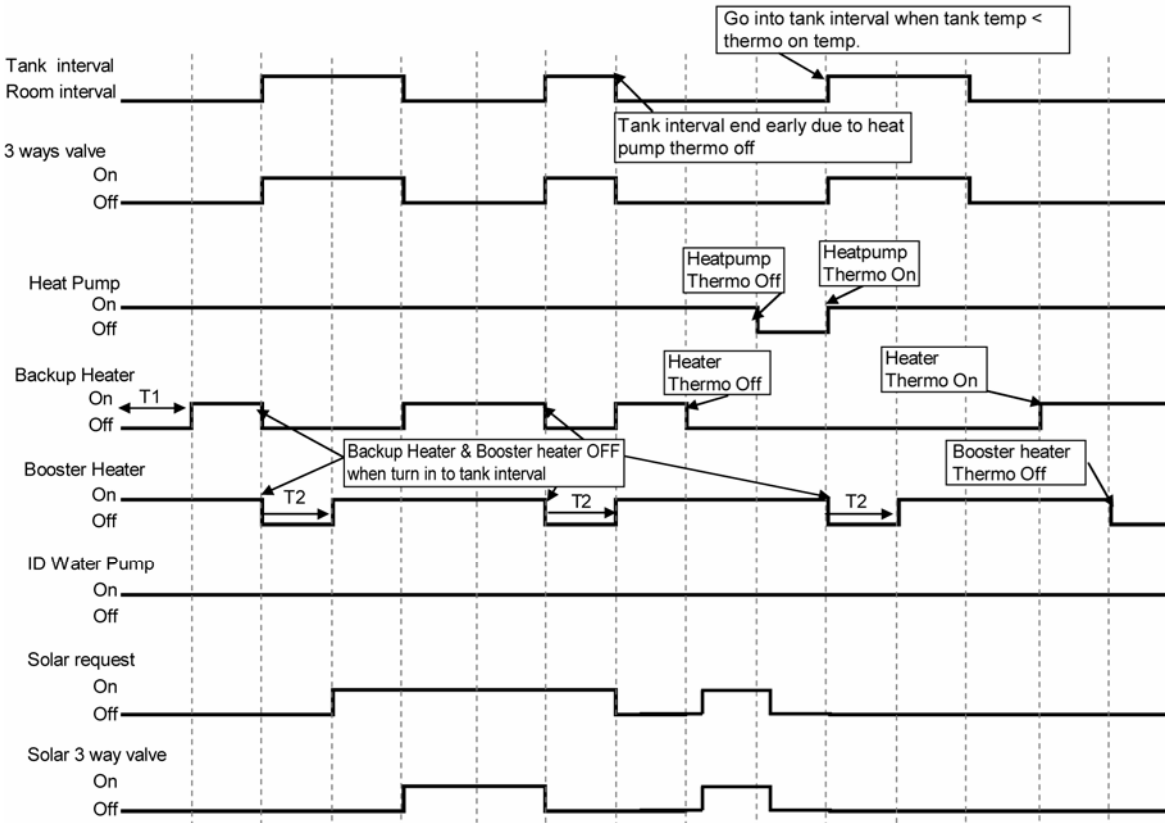 Go into tank interval when tank temp <
thermo on temp.
Tank interval
Room interval
Tank interval end early due to heat
pump thermo off
3 ways valve
On
Off
Heatpump
Thermo Off
Heatpump
Thermo On
Heat Pump
On
Off
Heater
Thermo Off
Heater
Thermo On
Backup Heater
On
T1
Off
Backup Heater & Booster heater OFF
when turn in to tank interval
Booster heater
Thermo Off
Booster Heater
On
T2
T2
T2
Off
ID Water Pump
On
Off
Solar request
On
Off
Solar 3 way valve
On
Off